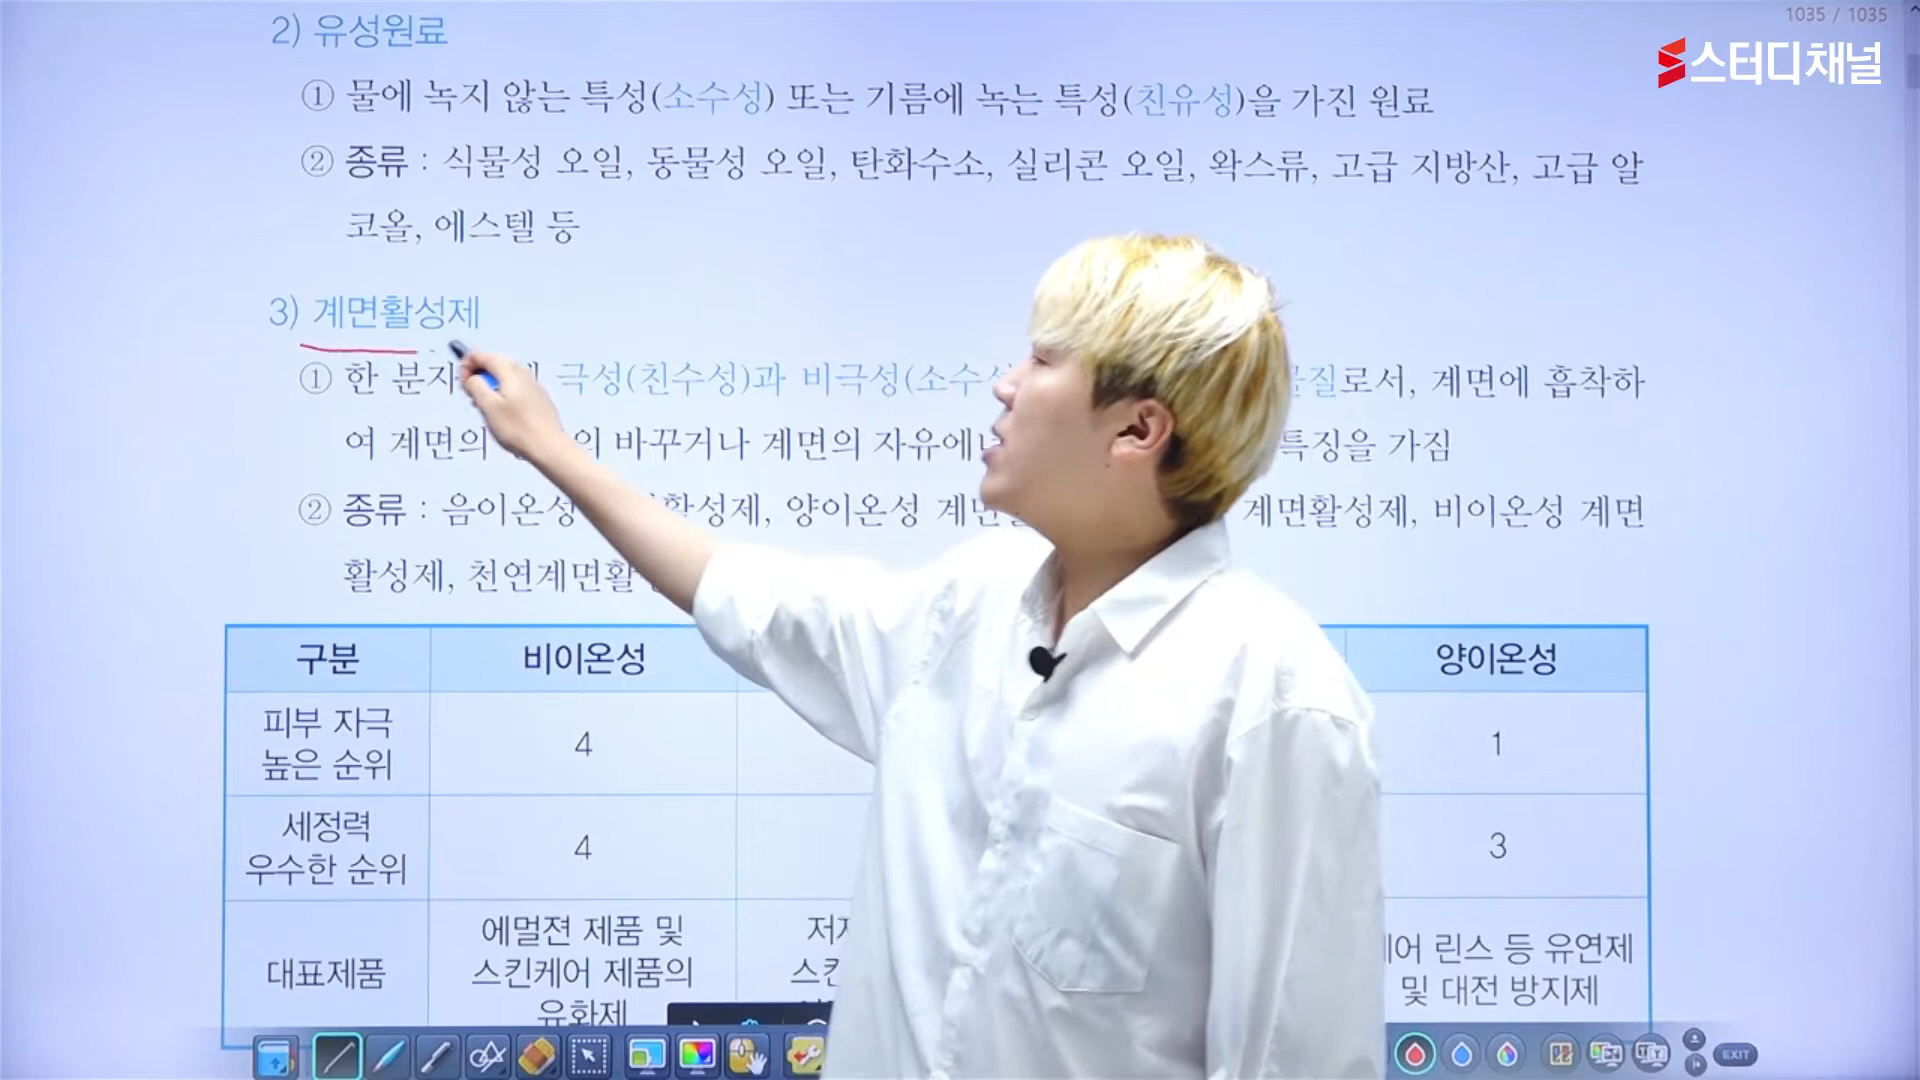 1035 / 1035
스터디채널
2) 유성원료
① 물에 녹지 않는 특성(소수성) 또는 기름에 녹는 특성(친유성)을 가진 원료
② 종류 : 식물성 오일, 동물성 오일, 탄화수소, 실리콘 오일, 왁스류, 고급 지방산, 고급 알
코올, 에스텔 등
3) 계면활성제
① 한 분자 극성(친수성)과 비극성(소수성 물질로서, 계면에 흡착하
여 계면의 바꾸거나 계면의 자유에너 특징을 가짐
② 종류 : 음이온성 활성제, 양이온성 계면 계면활성제, 비이온성 계면
활성제, 천연계면활
구분 비이온성 양이온성
피부 자극
높은 순위 4 1
세정력
우수한 순위 4 3
대표제품 에멀젼 제품 및
스킨케어 제품의
유화제
린스 등 유연제
및 대전 방지제
EXIT